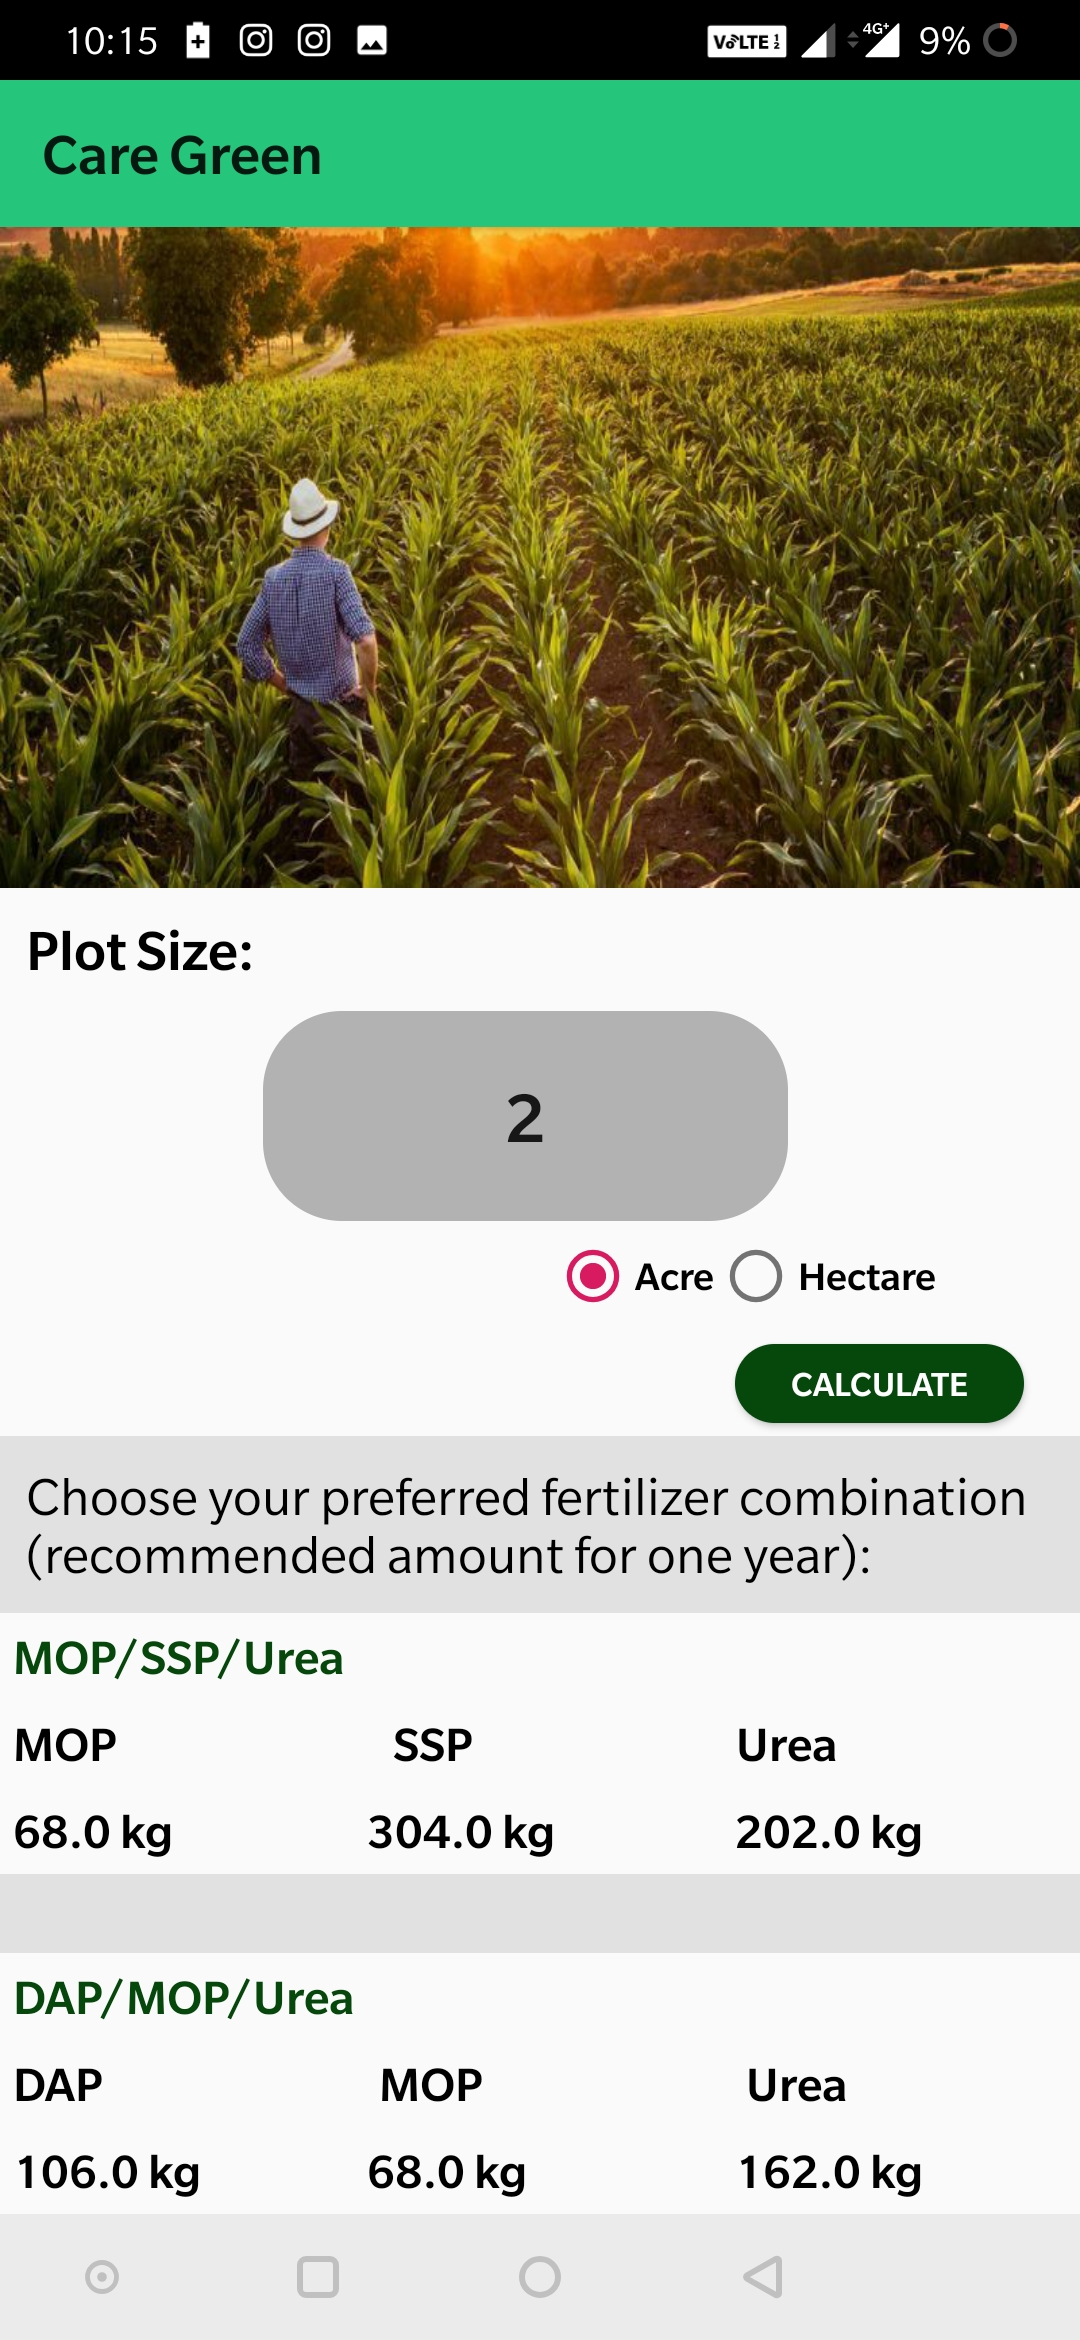 10:15 VoLTE 1 2 4G+ 9%
Care Green
Plot Size:
2
Acre Hectare
CALCULATE
Choose your preferred fertilizer combination
(recommended amount for one year):
MOP/SSP/Urea
MOP SSP Urea
68.0 kg 304.0 kg 202.0 kg
DAP/MOP/Urea
DAP MOP Urea
106.0 kg 68.0 kg 162.0 kg